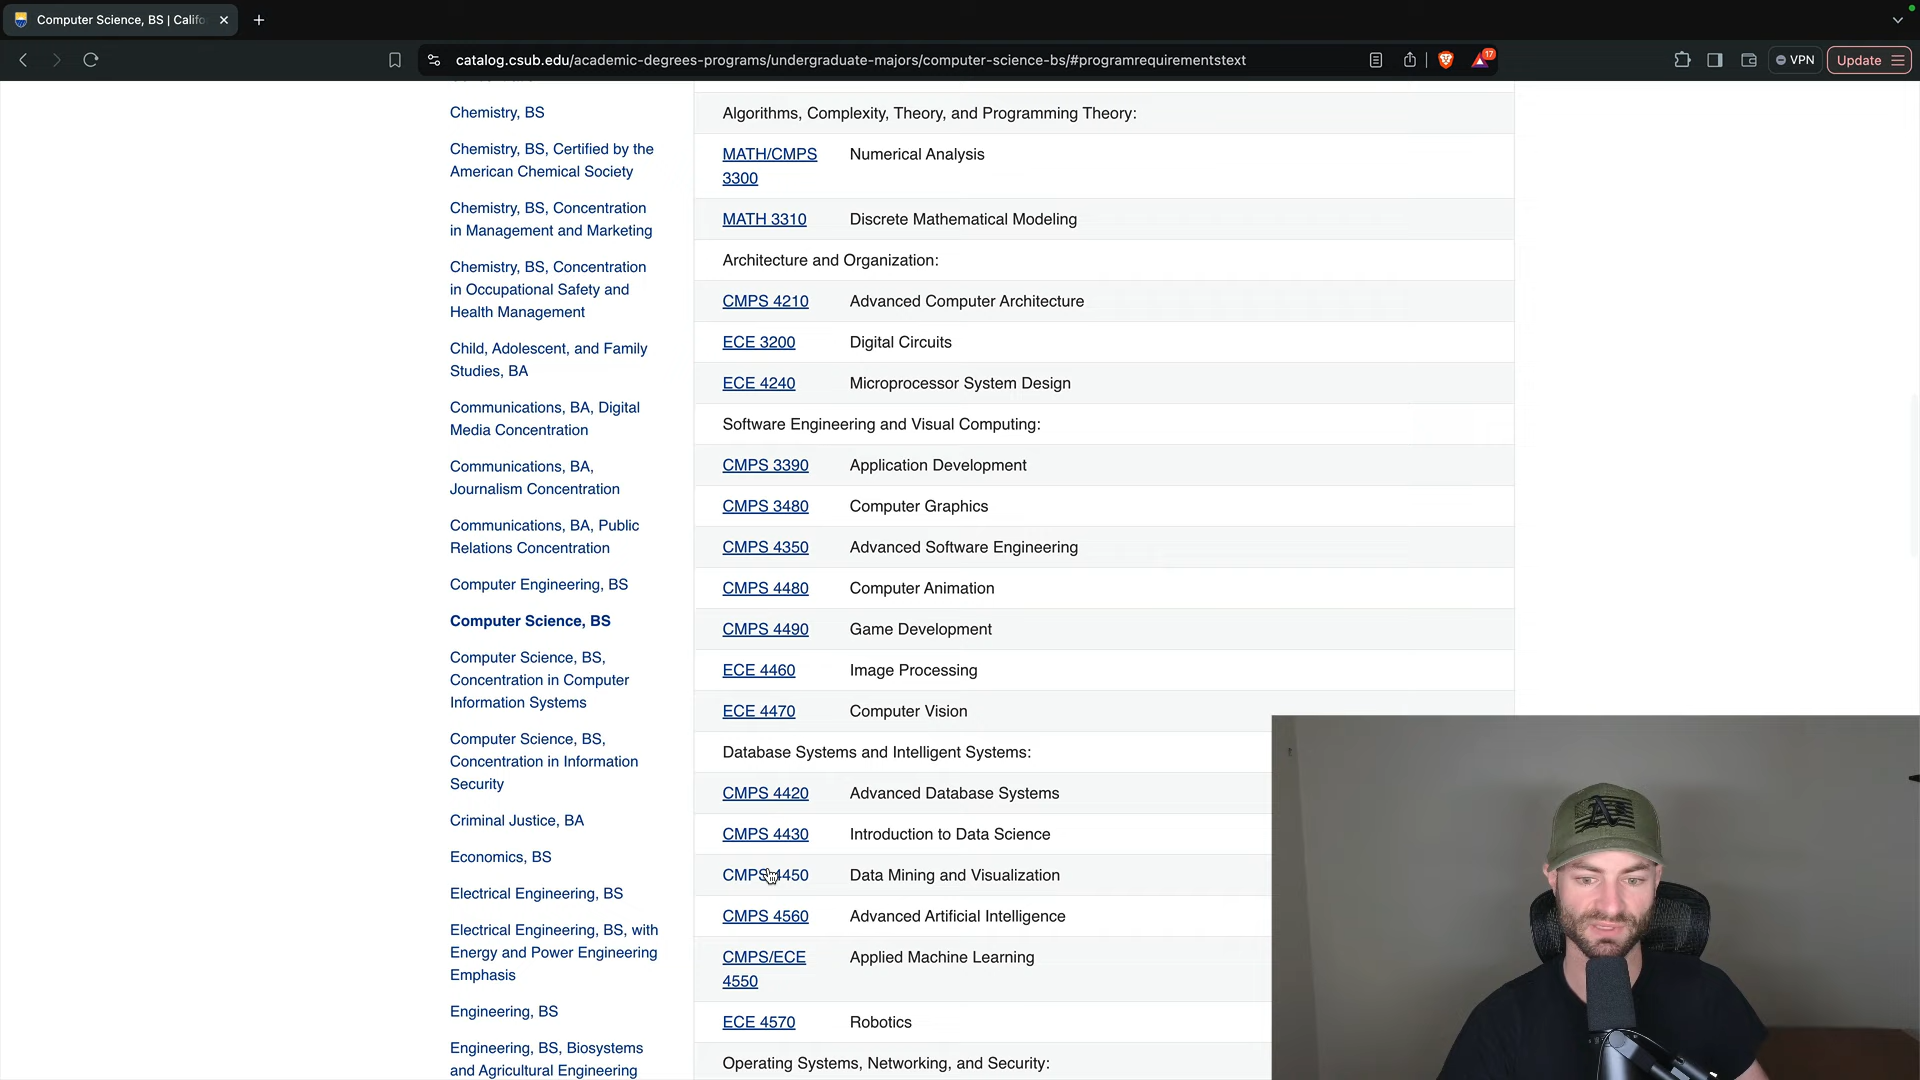 Computer Science, BS | Califo
catalog.csub.edu/academic-degrees-programs/undergraduate-majors/computer-science-bs/#programrequirementstext
17
VPN
Update
Chemistry, BS
Chemistry, BS, Certified by the
American Chemical Society
Chemistry, BS, Concentration
in Management and Marketing
Chemistry, BS, Concentration
in Occupational Safety and
Health Management
Child, Adolescent, and Family
Studies, BA
Communications, BA, Digital
Media Concentration
Communications, BA,
Journalism Concentration
Communications, BA, Public
Relations Concentration
Computer Engineering, BS
Computer Science, BS
Computer Science, BS,
Concentration in Computer
Information Systems
Computer Science, BS,
Concentration in Information
Security
Criminal Justice, BA
Economics, BS
Electrical Engineering, BS
Electrical Engineering, BS, with
Energy and Power Engineering
Emphasis
Engineering, BS
Engineering, BS, Biosystems
and Agricultural Engineering
Algorithms, Complexity, Theory, and Programming Theory:
MATH/CMPS Numerical Analysis
3300
MATH 3310 Discrete Mathematical Modeling
Architecture and Organization:
CMPS 4210 Advanced Computer Architecture
ECE 3200 Digital Circuits
ECE 4240 Microprocessor System Design
Software Engineering and Visual Computing:
CMPS 3390 Application Development
CMPS 3480 Computer Graphics
CMPS 4350 Advanced Software Engineering
CMPS 4480 Computer Animation
CMPS 4490 Game Development
ECE 4460 Image Processing
ECE 4470 Computer Vision
Database Systems and Intelligent Systems:
CMPS 4420 Advanced Database Systems
CMPS 4430 Introduction to Data Science
CMPS 4450 Data Mining and Visualization
CMPS 4560 Advanced Artificial Intelligence
CMPS/ECE Applied Machine Learning
4550
ECE 4570 Robotics
Operating Systems, Networking, and Security:
A